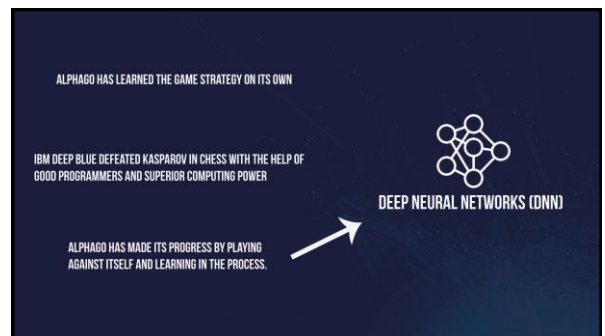 ALPHAGO HAS LEARNED THE GAME STRATEGY ON ITS OWN
IBM DEEP BLUE DEFEATED KASPAROV IN CHESS WITH THE HELP OF
GOOD PROGRAMMERS AND SUPERIOR COMPUTING POWER
ALPHAGO HAS MADE ITS PROGRESS BY PLAYING
AGAINST ITSELF AND LEARNING IN THE PROCESS.
DEEP NEURAL NETWORKS (DNN)